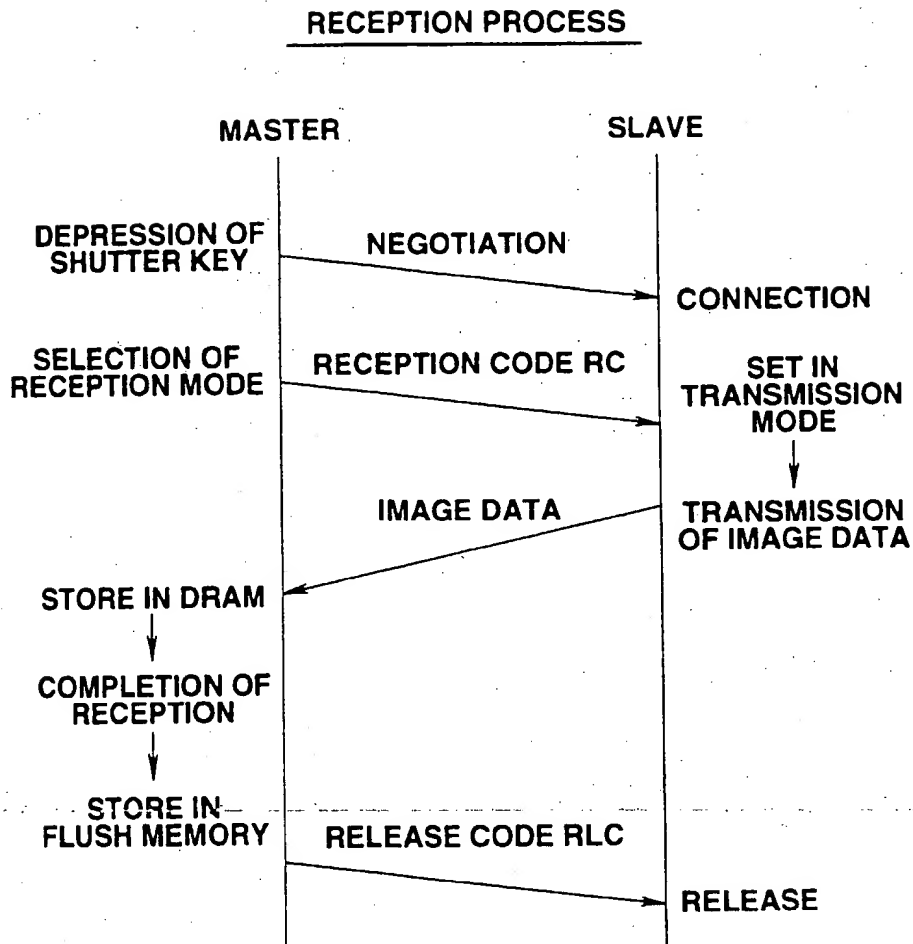 RECEPTION PROCESS
MASTER
SLAVE
DEPRESSION OF
SHUTTER KEY
NEGOTIATION
CONNECTION
SELECTION OF
RECEPTION MODE
RECEPTION CODE RC
SET IN
TRANSMISSION
MODE
IMAGE DATA
TRANSMISSION
OF IMAGE DATA
STORE IN DRAM
COMPLETION OF
RECEPTION
STORE IN
FLUSH MEMORY
RELEASE CODE RLC
RELEASE